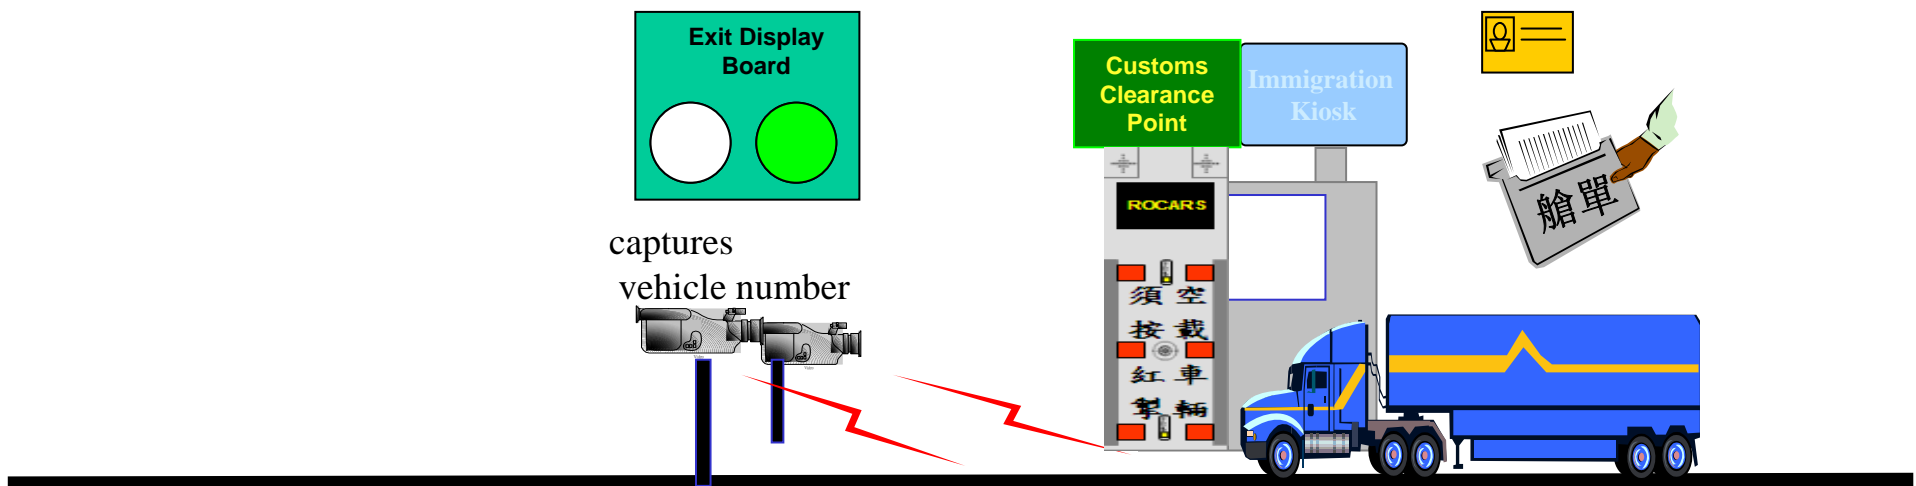 Exit Display
Board
captures
vehicle number
Customs
Clearance
Point
Immigration
Kiosk
ROCARS
空載車輛
須按紅掣
艙單